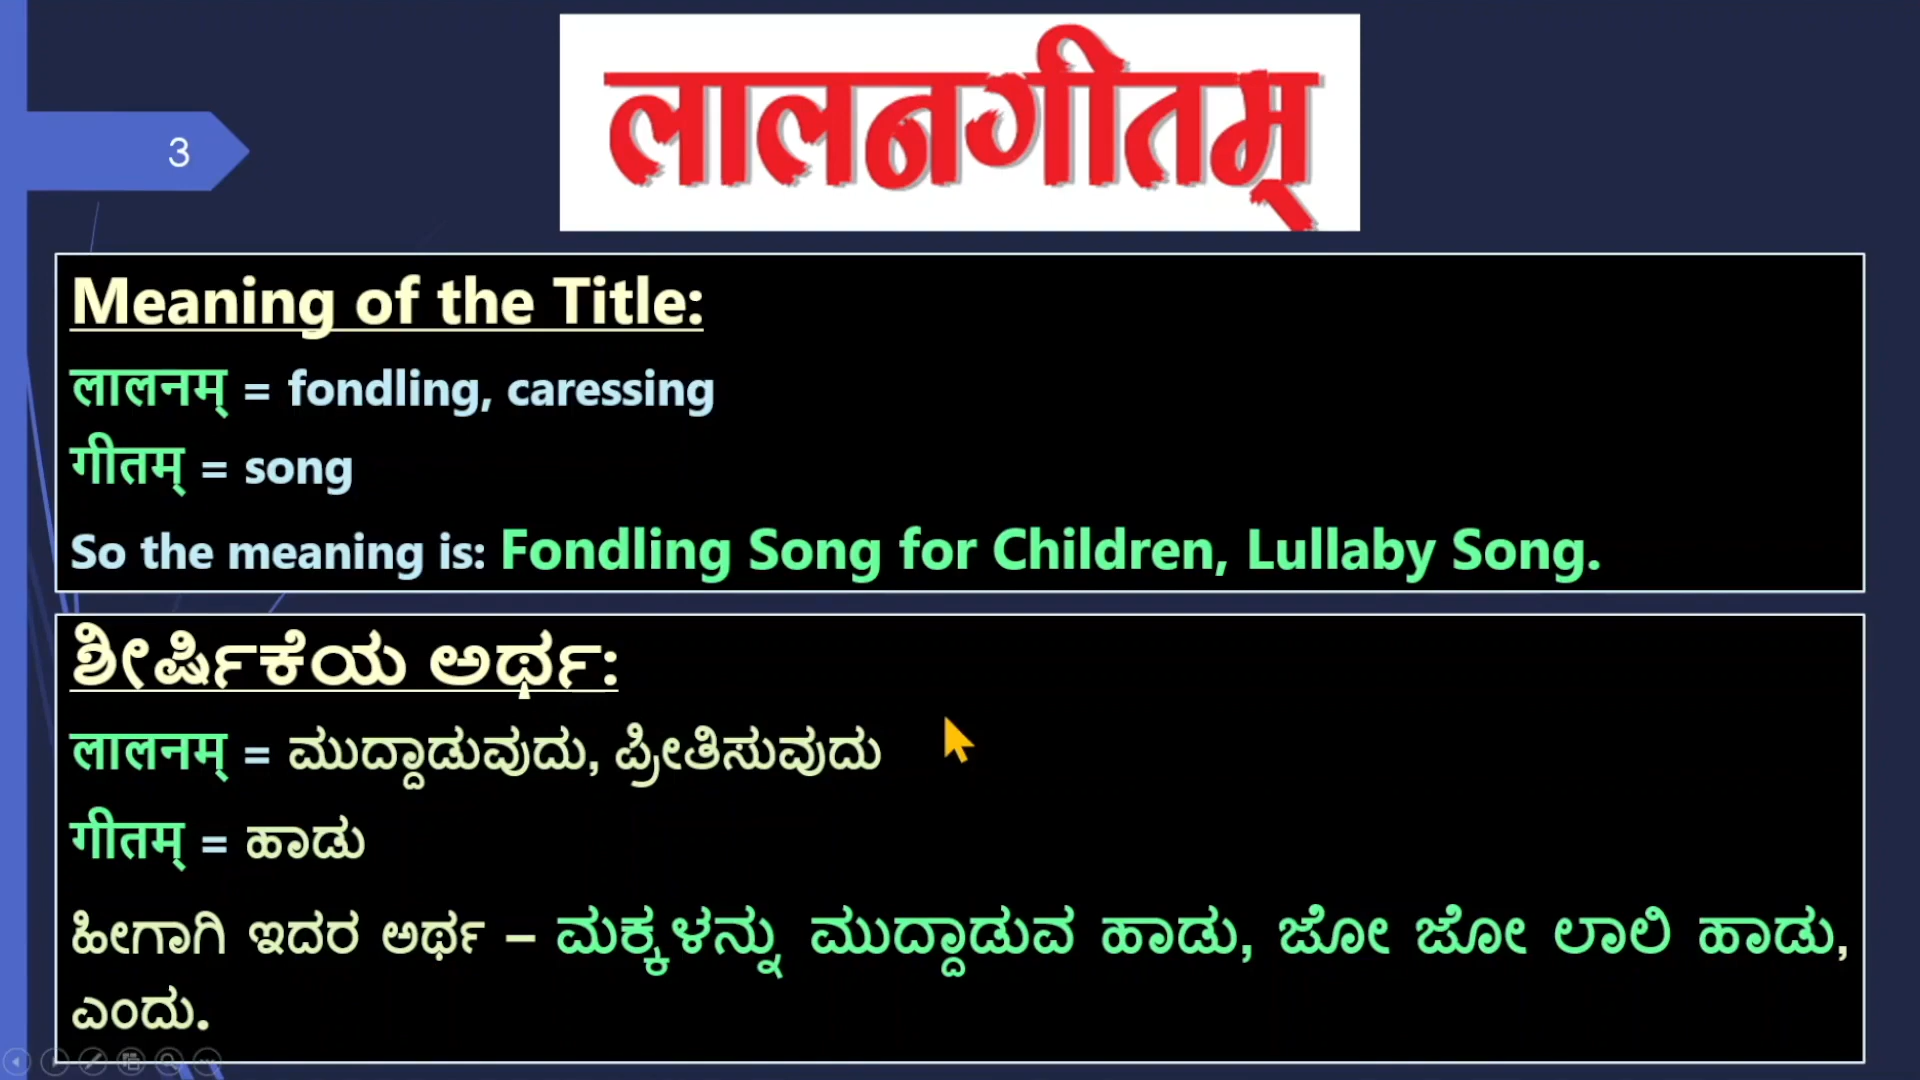 लालनगीतम्
3
Meaning of the Title:
लालनम् = fondling, caressing
गीतम् = song
So the meaning is: Fondling Song for Children, Lullaby Song.
ಶೀರ್ಷಿಕೆಯ ಅರ್ಥ:
लालनम् = ಮುದ್ದಾಡುವುದು, ಪ್ರೀತಿಸುವುದು
गीतम् = ಹಾಡು
ಹೀಗಾಗಿ ಇದರ ಅರ್ಥ – ಮಕ್ಕಳನ್ನು ಮುದ್ದಾಡುವ ಹಾಡು, ಜೋ ಜೋ ಲಾಲಿ ಹಾಡು,
ಎಂದು.